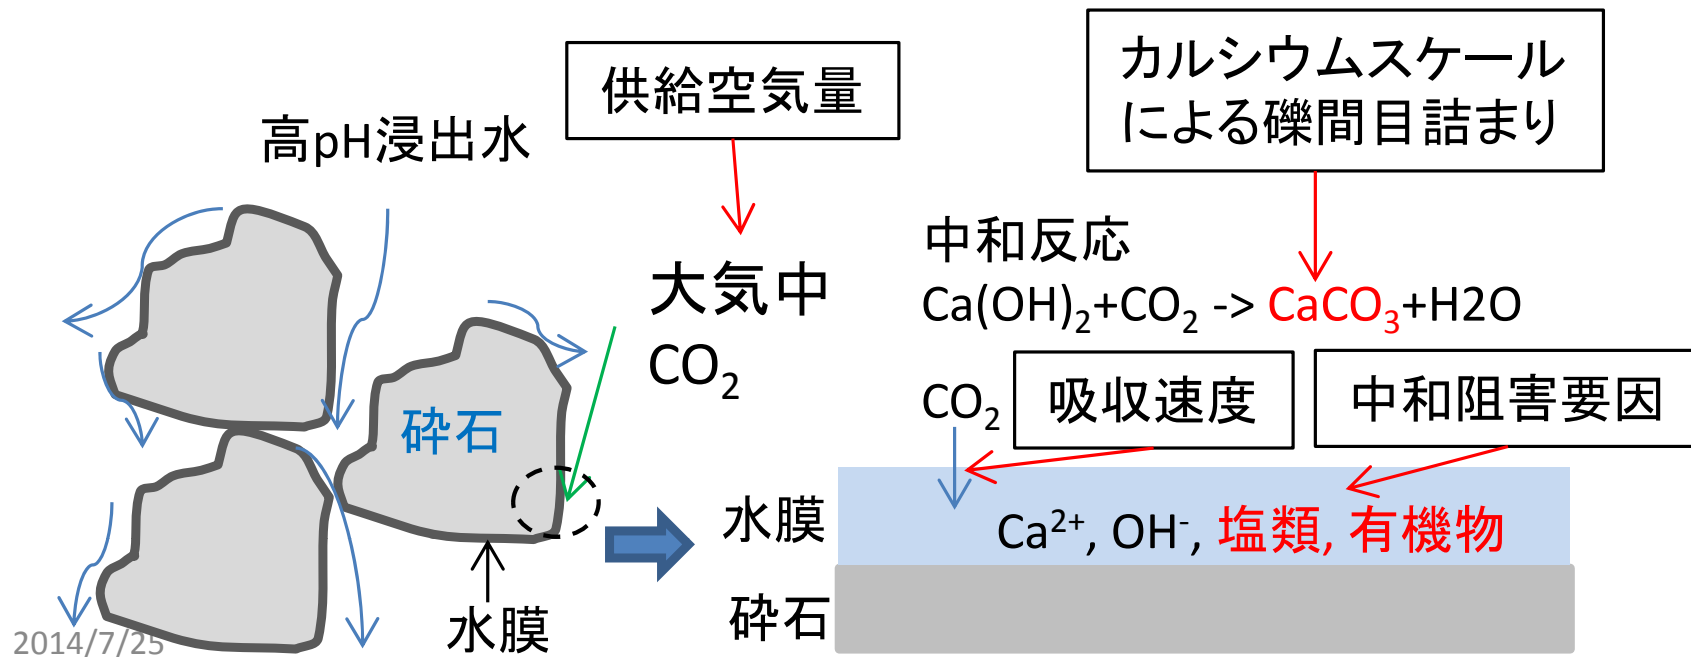 供給空気量
カルシウムスケール
による礫間目詰まり
高pH浸出水
中和反応
大気中
CO₂
Ca(OH)₂+CO₂ -> CaCO₃+H2O
CO₂
吸収速度
中和阻害要因
砕石
水膜
Ca²⁺, OH⁻, 塩類, 有機物
砕石
水膜
2014/7/25